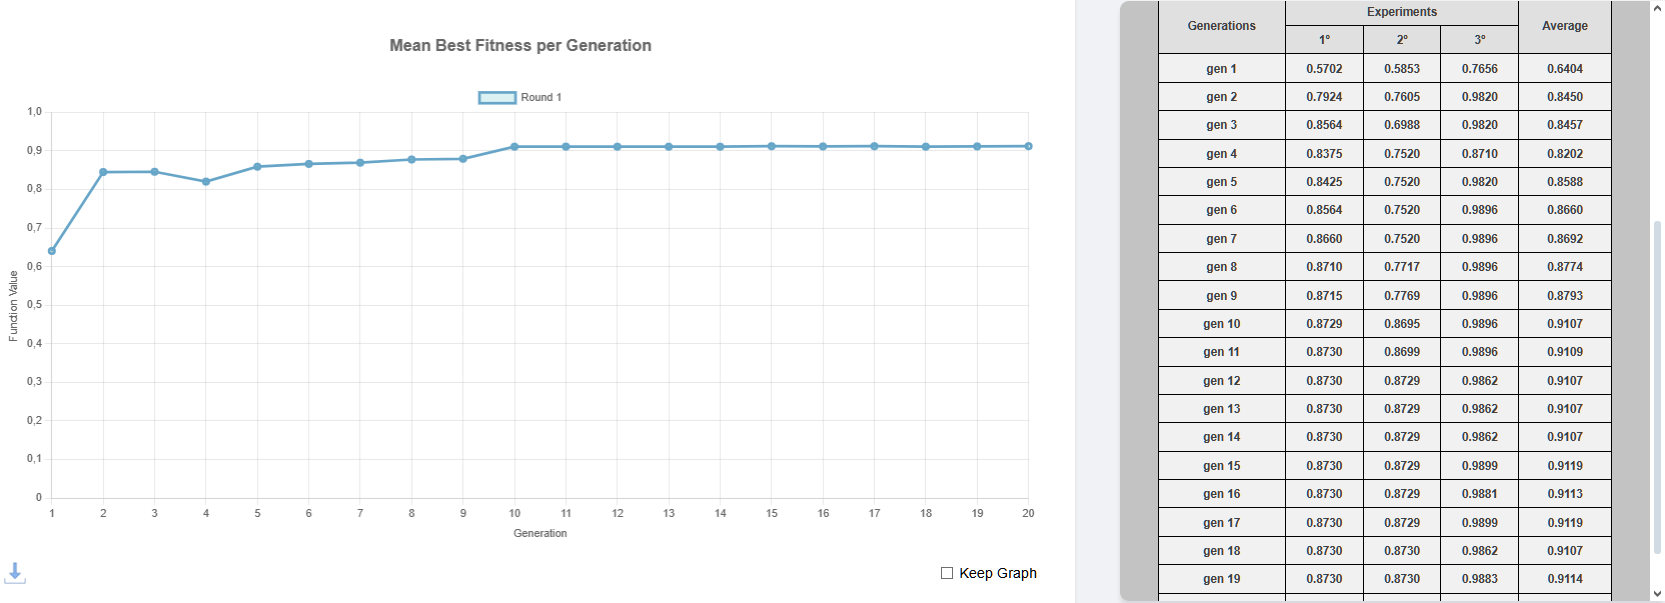 Mean Best Fitness per Generation
Round 1
1,0
0,9
0,8
0,7
0,6
0,5
0,4
0,3
0,2
0,1
0
Function Value
1 2 3 4 5 6 7 8 9 10 11 12 13 14 15 16 17 18 19 20
Generation
Keep Graph
Generations Experiments Average
1° 2° 3°
gen 1 0.5702 0.5853 0.7656 0.6404
gen 2 0.7924 0.7605 0.9820 0.8450
gen 3 0.8564 0.6988 0.9820 0.8457
gen 4 0.8375 0.7520 0.8710 0.8202
gen 5 0.8425 0.7520 0.9820 0.8588
gen 6 0.8564 0.7520 0.9896 0.8660
gen 7 0.8660 0.7520 0.9896 0.8692
gen 8 0.8710 0.7717 0.9896 0.8774
gen 9 0.8715 0.7769 0.9896 0.8793
gen 10 0.8729 0.8695 0.9896 0.9107
gen 11 0.8730 0.8699 0.9896 0.9109
gen 12 0.8730 0.8729 0.9862 0.9107
gen 13 0.8730 0.8729 0.9862 0.9107
gen 14 0.8730 0.8729 0.9862 0.9107
gen 15 0.8730 0.8729 0.9899 0.9119
gen 16 0.8730 0.8729 0.9881 0.9113
gen 17 0.8730 0.8729 0.9899 0.9119
gen 18 0.8730 0.8730 0.9862 0.9107
gen 19 0.8730 0.8730 0.9883 0.9114